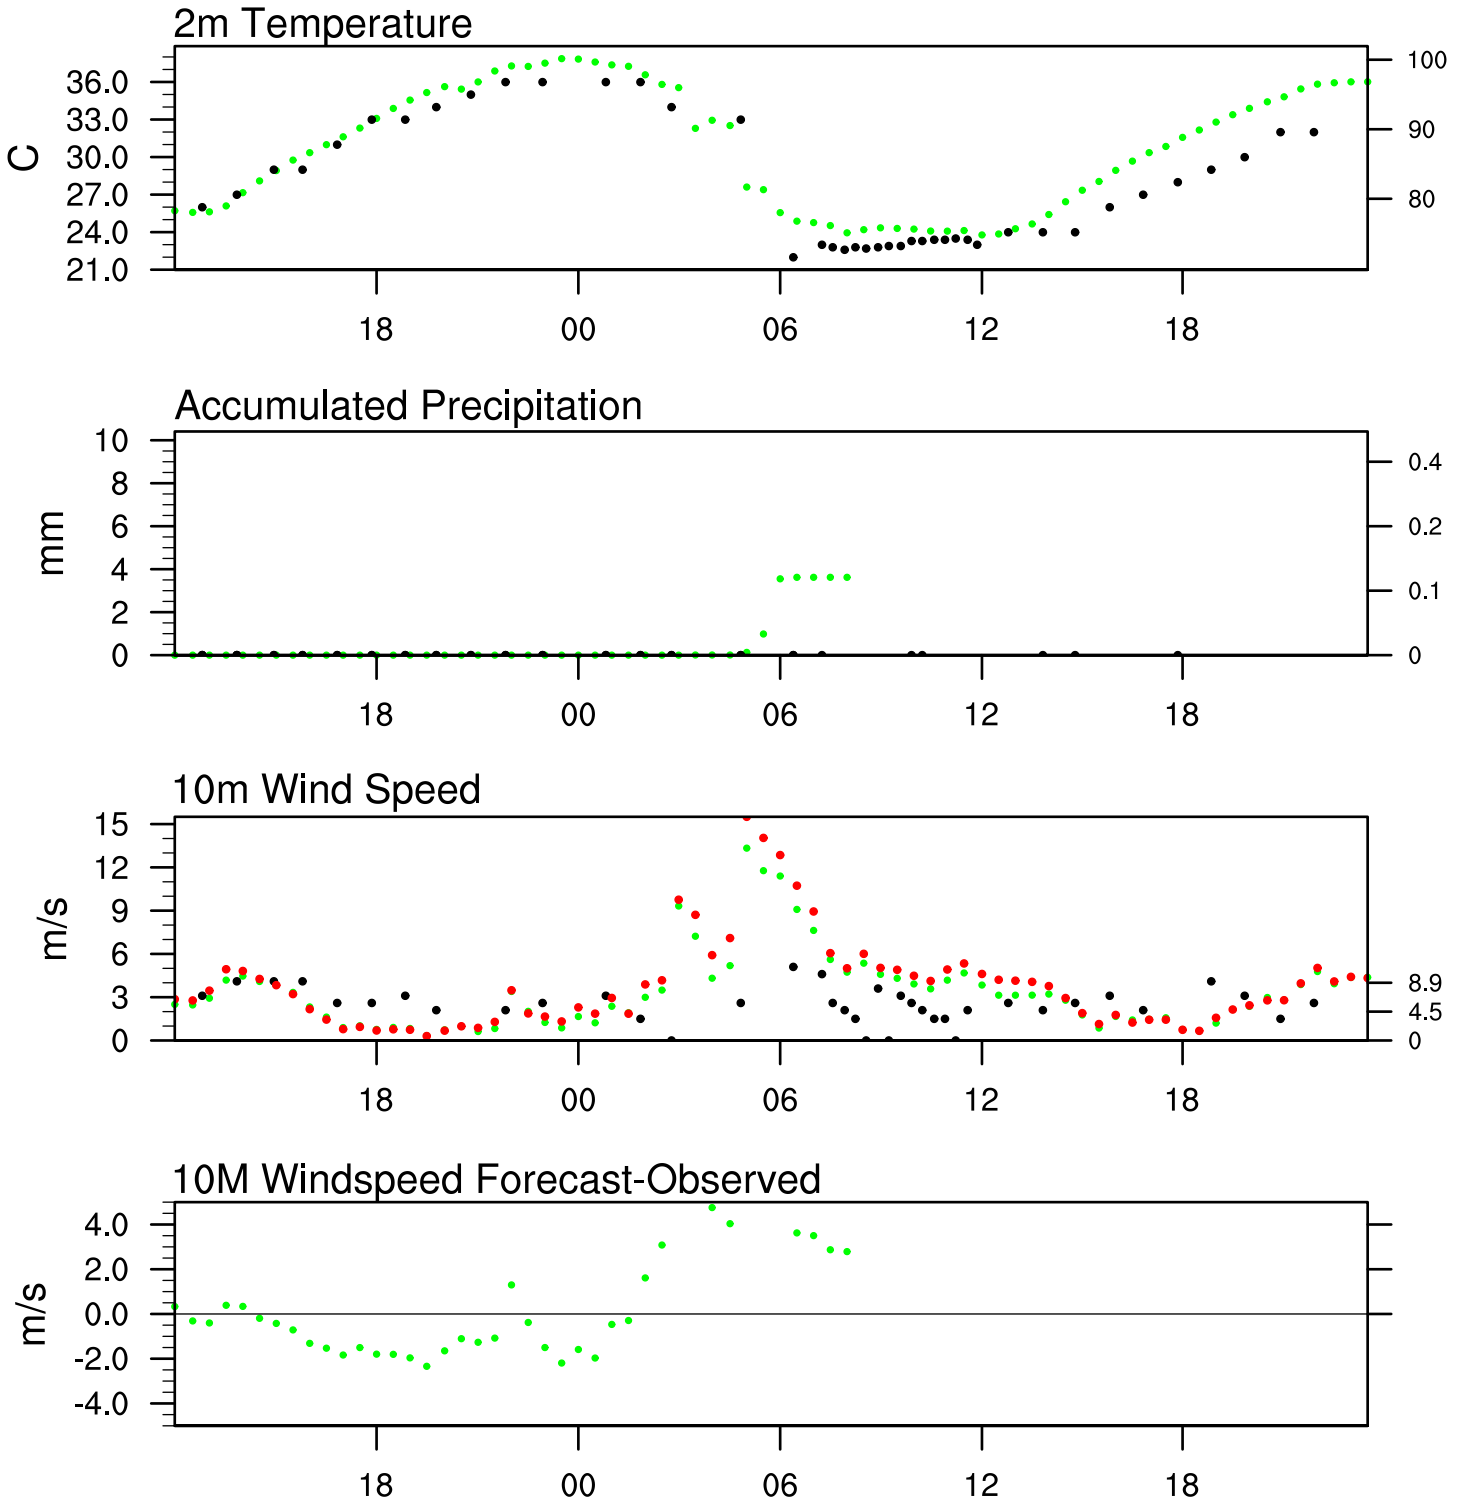 2m Temperature
36.0
33.0
30.0
27.0
24.0
21.0
C
100
90
80
18 00 06 12 18
Accumulated Precipitation
10
8
6
4
2
0
mm
0.4
0.2
0.1
0
18 00 06 12 18
10m Wind Speed
15
12
9
6
3
0
m/s
8.9
4.5
0
18 00 06 12 18
10M Windspeed Forecast-Observed
4.0
2.0
0.0
-2.0
-4.0
m/s
18 00 06 12 18